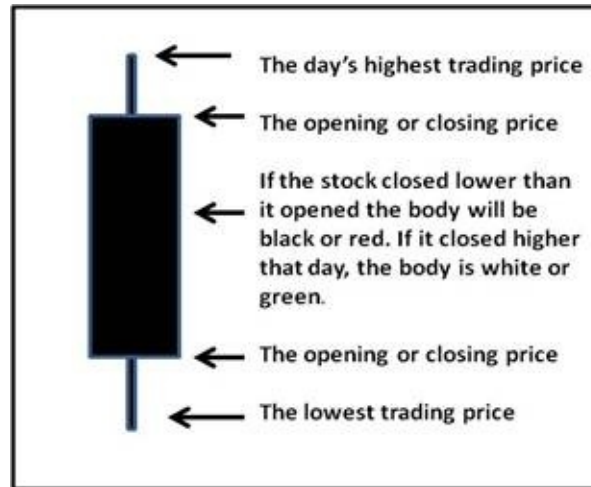 The day's highest trading price
The opening or closing price
If the stock closed lower than
it opened the body will be
black or red. If it closed higher
that day, the body is white or
green.
The opening or closing price
The lowest trading price